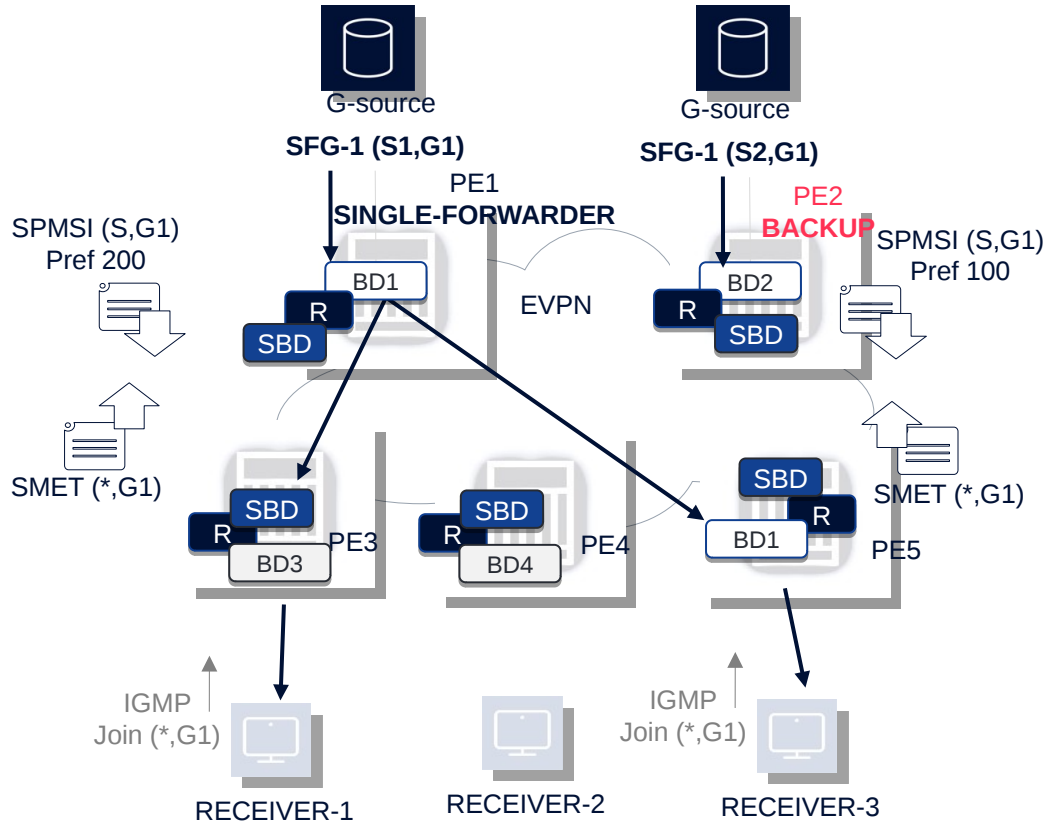 G-source
SFG-1 (S1,G1)
G-source
SFG-1 (S2,G1)
PE1
SINGLE-FORWARDER
PE2
BACKUP
SPMSI (S,G1)
Pref 200
SPMSI (S,G1)
Pref 100
BD1
R
SBD
EVPN
BD2
R
SBD
SMET (*,G1)
SMET (*,G1)
SBD
R
BD3
PE3
SBD
R
BD4
PE4
SBD
R
BD1
PE5
IGMP
Join (*,G1)
IGMP
Join (*,G1)
RECEIVER-1
RECEIVER-2
RECEIVER-3